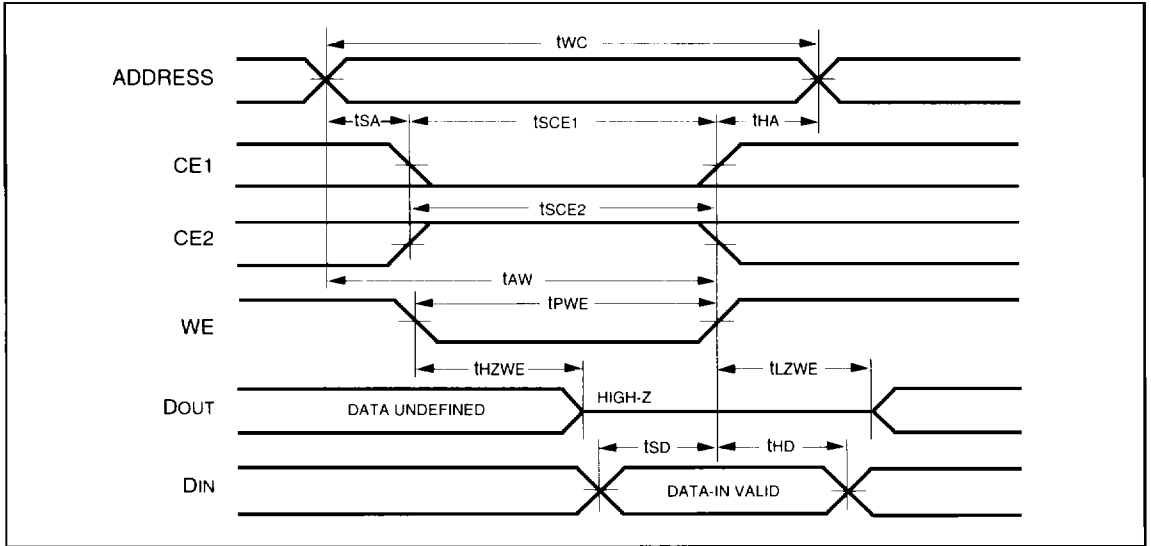 tWC
ADDRESS
tSA
tSCE1
tHA
CE1
tSCE2
CE2
tAW
tPWE
WE
tHZWE
tLZWE
DOUT
DATA UNDEFINED
HIGH-Z
tSD
tHD
DIN
DATA-IN VALID